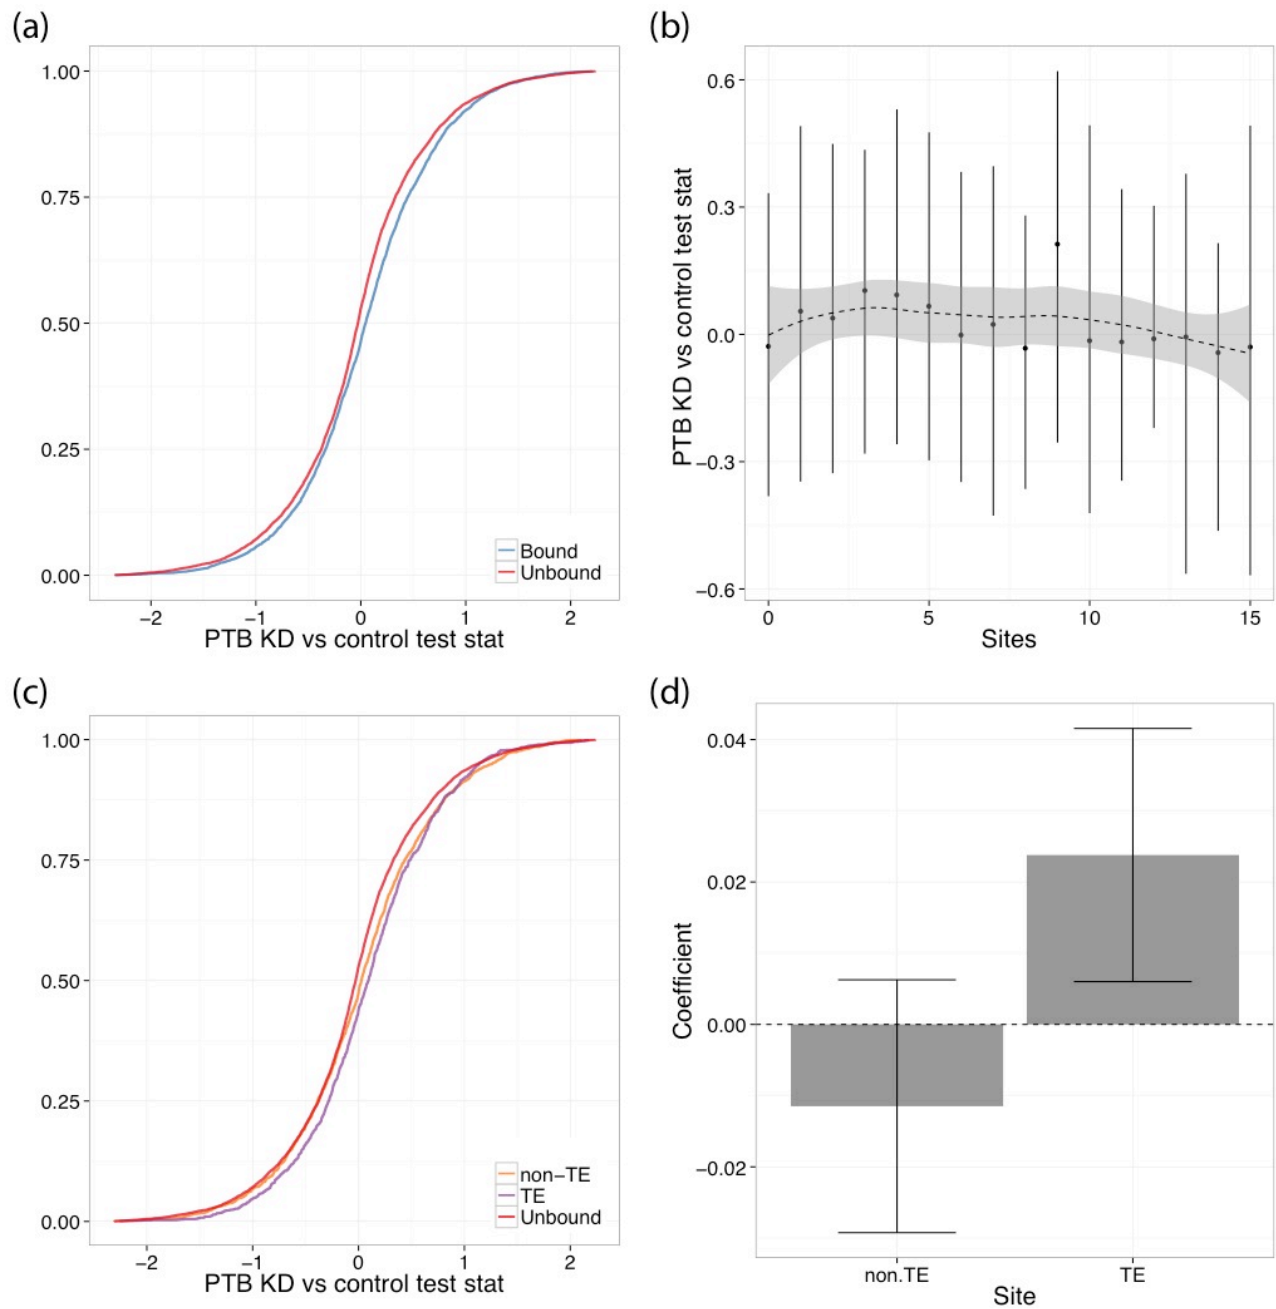 (a)
1.00
0.75
0.50
0.25
0.00
Bound
Unbound
−2 −1 0 1 2
PTB KD vs control test stat
(b)
PTB KD vs control test stat
0.6
0.3
0.0
−0.3
−0.6
0 5 10 15
Sites
(c)
1.00
0.75
0.50
0.25
0.00
non−TE
TE
Unbound
−2 −1 0 1 2
PTB KD vs control test stat
(d)
Coefficient
0.04
0.02
0.00
−0.02
non.TE TE
Site